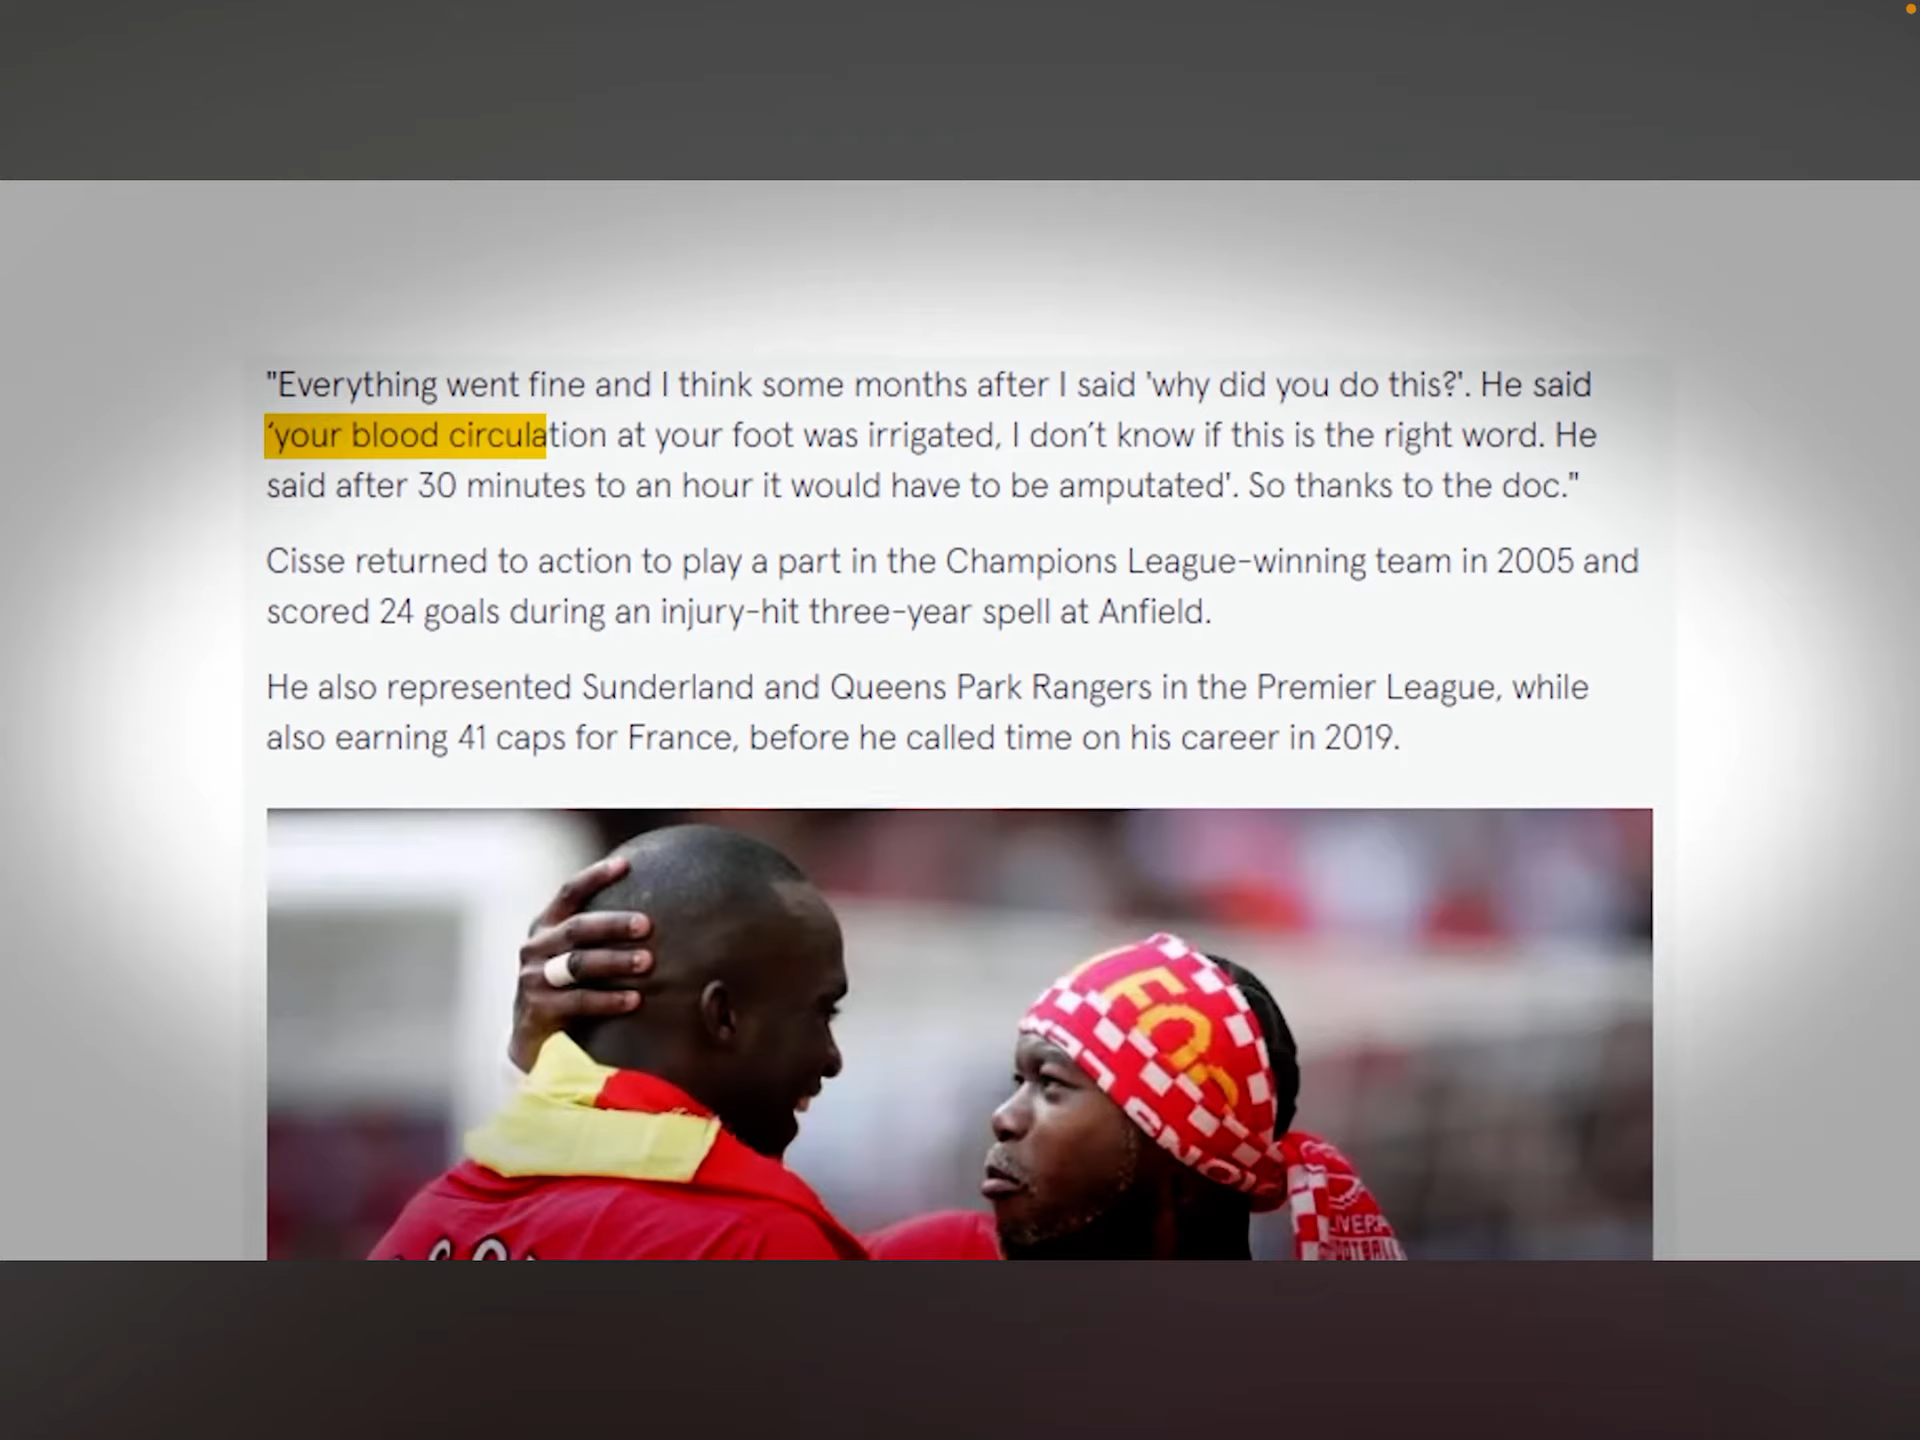 "Everything went fine and I think some months after I said 'why did you do this?'. He said
‘your blood circulation at your foot was irrigated, I don’t know if this is the right word. He
said after 30 minutes to an hour it would have to be amputated'. So thanks to the doc."
Cisse returned to action to play a part in the Champions League-winning team in 2005 and
scored 24 goals during an injury-hit three-year spell at Anfield.
He also represented Sunderland and Queens Park Rangers in the Premier League, while
also earning 41 caps for France, before he called time on his career in 2019.